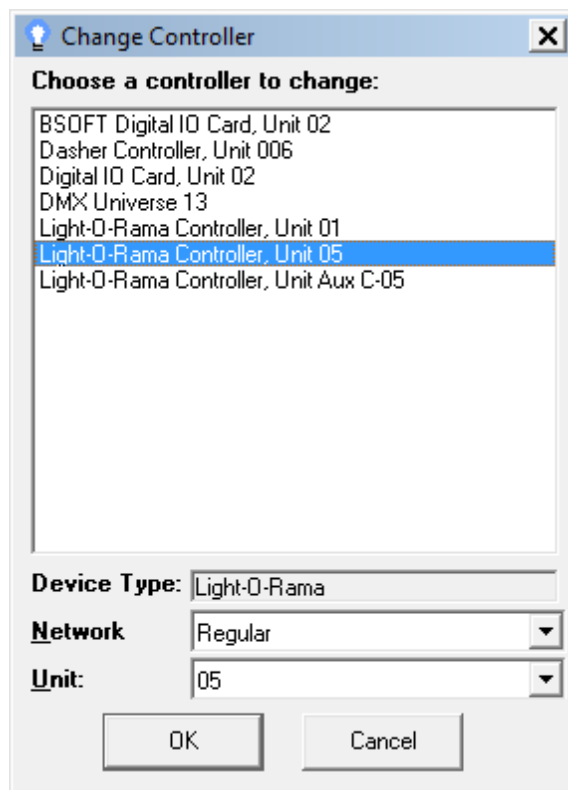 Change Controller
Choose a controller to change:
BSOFT Digital IO Card, Unit 02
Dasher Controller, Unit 006
Digital IO Card, Unit 02
DMX Universe 13
Light-O-Rama Controller, Unit 01
Light-O-Rama Controller, Unit 05
Light-O-Rama Controller, Unit Aux C-05
Device Type: Light-O-Rama
Network Regular
Unit: 05
OK Cancel